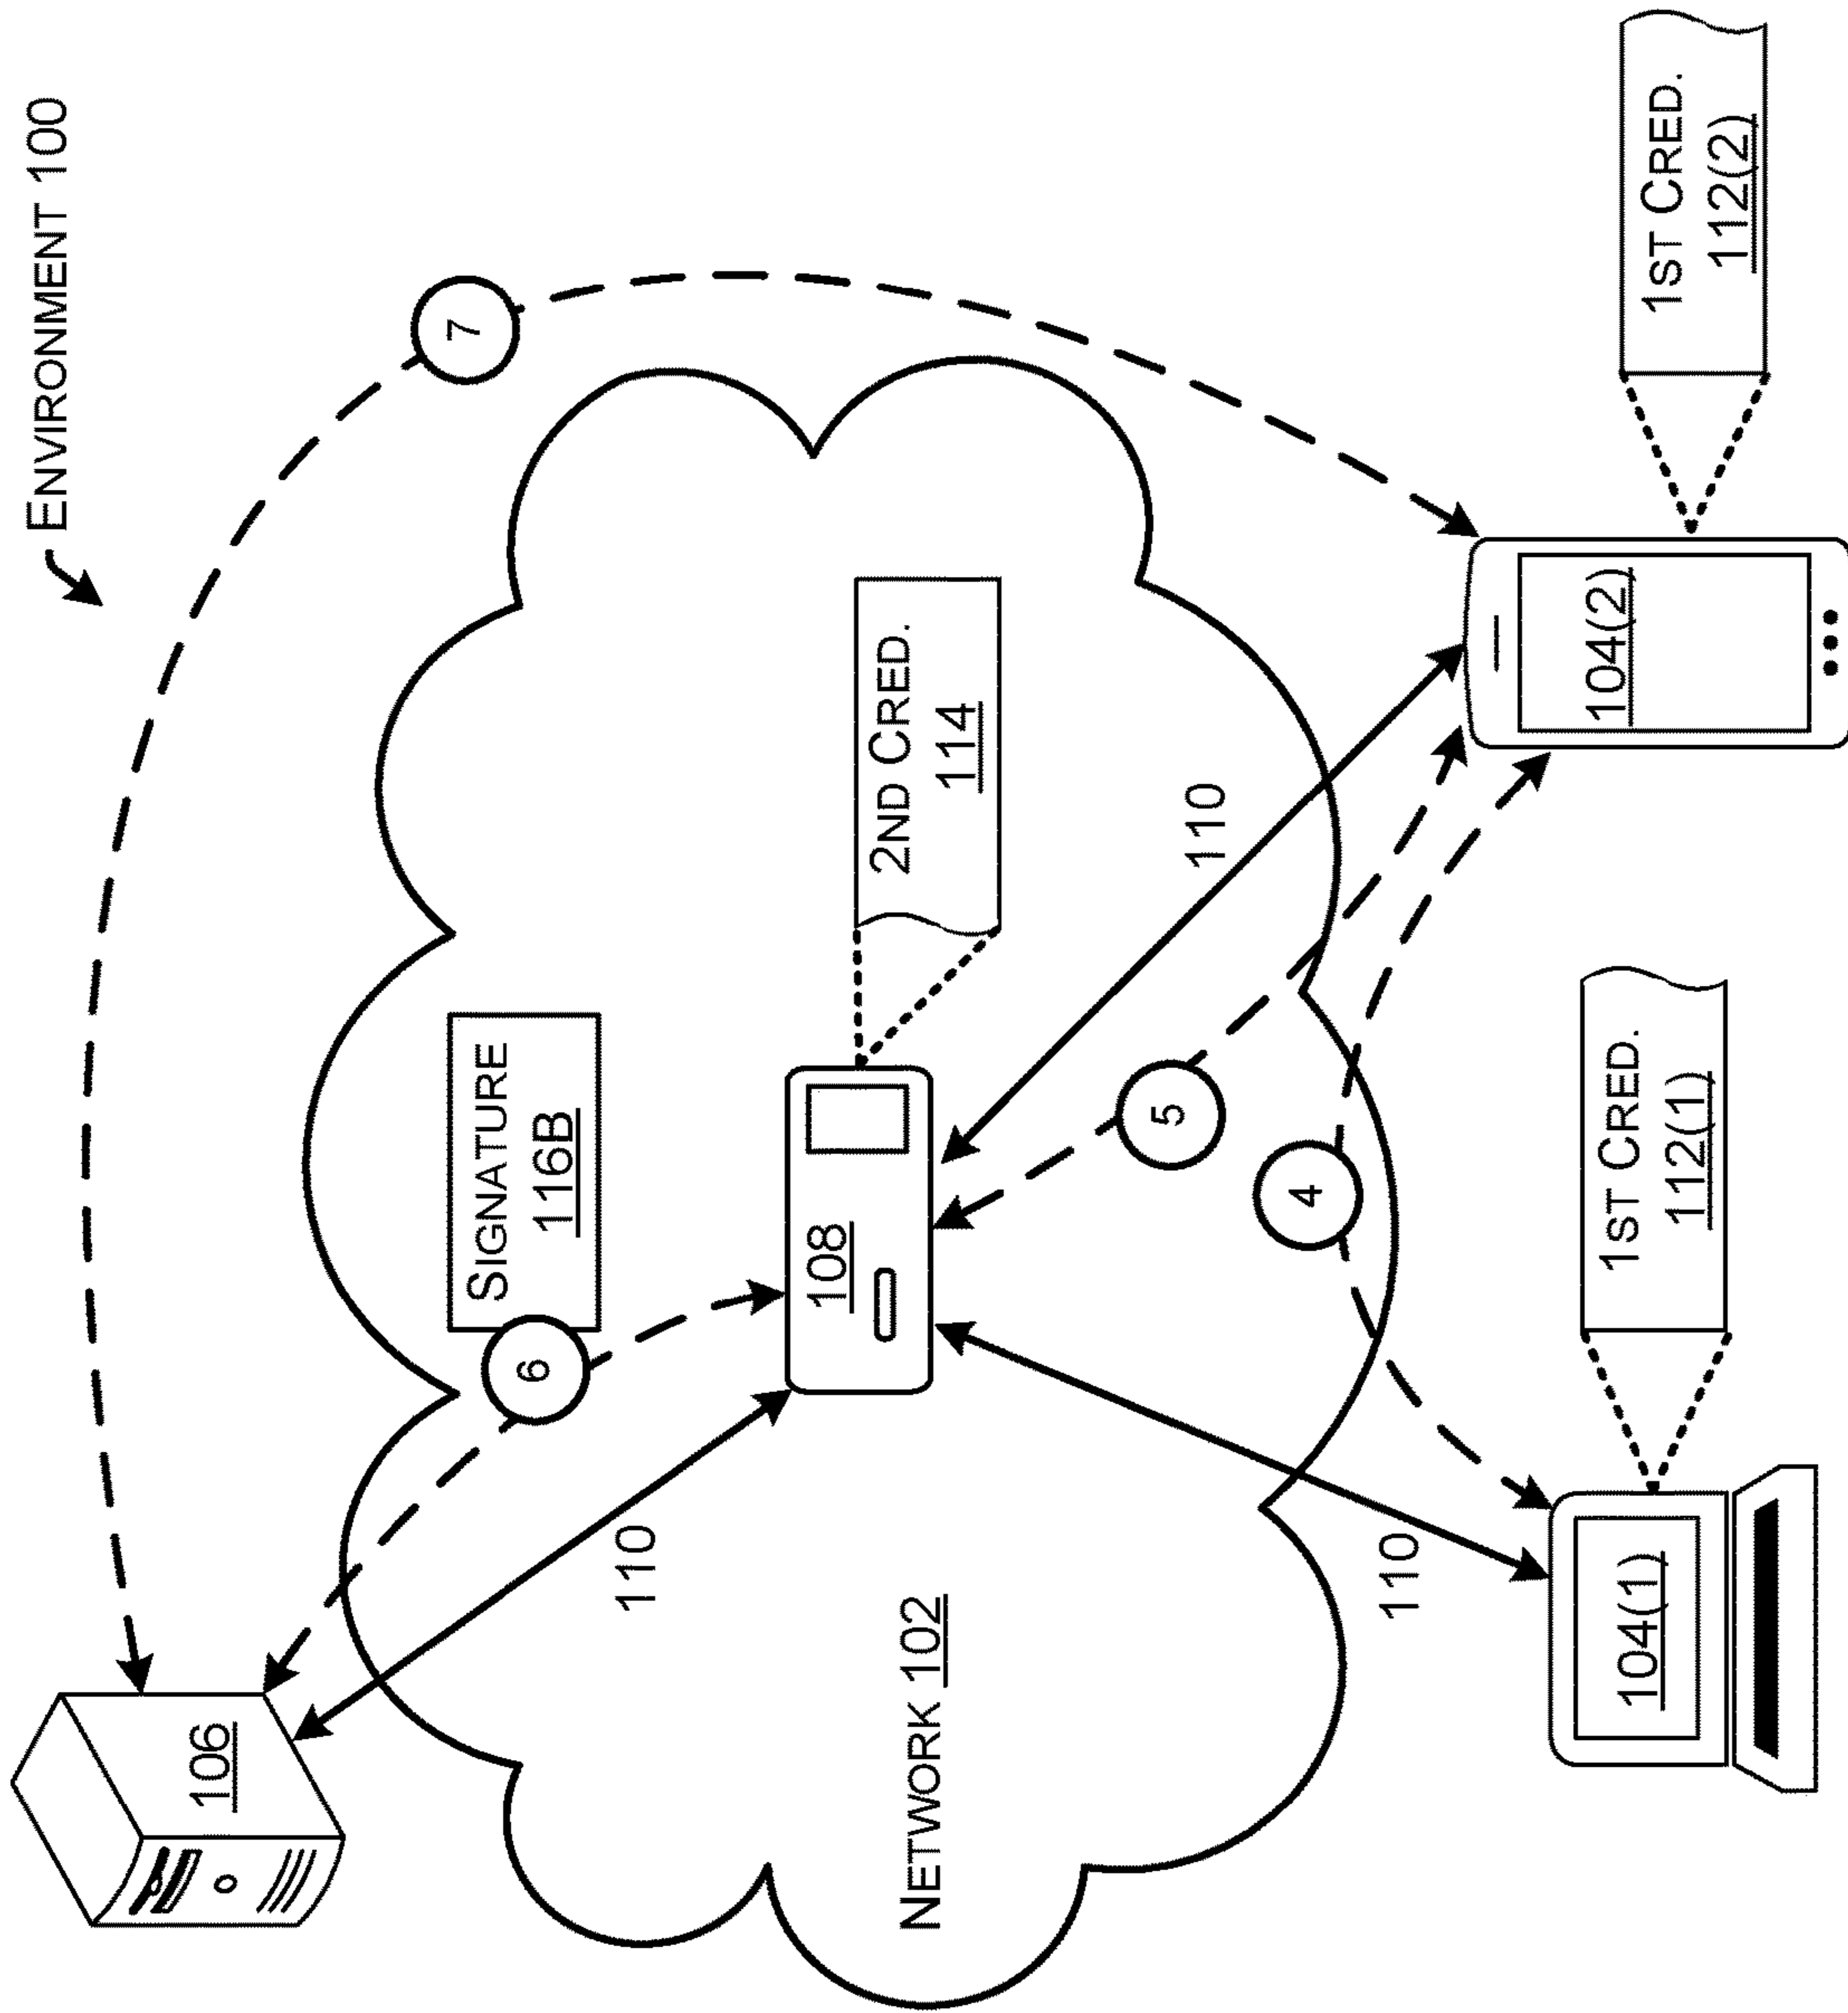 ENVIRONMENT 100
106
7
6
SIGNATURE
116B
110
108
2ND CRED.
114
NETWORK 102
5
110
4
110
104(1)
1ST CRED.
112(1)
104(2)
1ST CRED.
112(2)